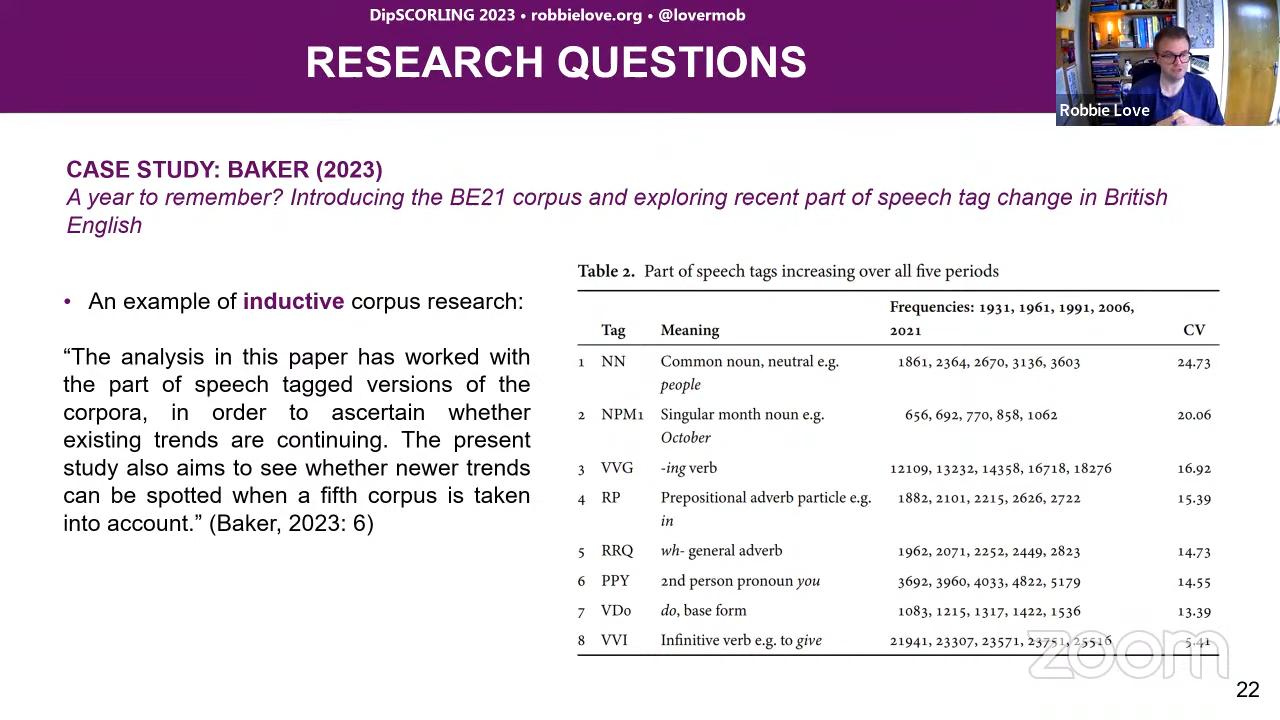 DipSCORLING 2023 • robbielove.org • @lovermob
RESEARCH QUESTIONS
Robbie Love
CASE STUDY: BAKER (2023)
A year to remember? Introducing the BE21 corpus and exploring recent part of speech tag change in British
English
• An example of inductive corpus research:
“The analysis in this paper has worked with
the part of speech tagged versions of the
corpora, in order to ascertain whether
existing trends are continuing. The present
study also aims to see whether newer trends
can be spotted when a fifth corpus is taken
into account.” (Baker, 2023: 6)
Table 2. Part of speech tags increasing over all five periods
Frequencies: 1931, 1961, 1991, 2006,
Tag Meaning 2021 CV
1 NN Common noun, neutral e.g. 1861, 2364, 2670, 3136, 3603 24.73
people
2 NPM1 Singular month noun e.g. 656, 692, 770, 858, 1062 20.06
October
3 VVG -ing verb 12109, 13232, 14358, 16718, 18276 16.92
4 RP Prepositional adverb particle e.g. 1882, 2101, 2215, 2626, 2722 15.39
in
5 RRQ wh- general adverb 1962, 2071, 2252, 2449, 2823 14.73
6 PPY 2nd person pronoun you 3692, 3960, 4033, 4822, 5179 14.55
7 VD0 do, base form 1083, 1215, 1317, 1422, 1536 13.39
8 VVI Infinitive verb e.g. to give 21941, 23307, 23571, 23751, 25516 5.41
zoom
22